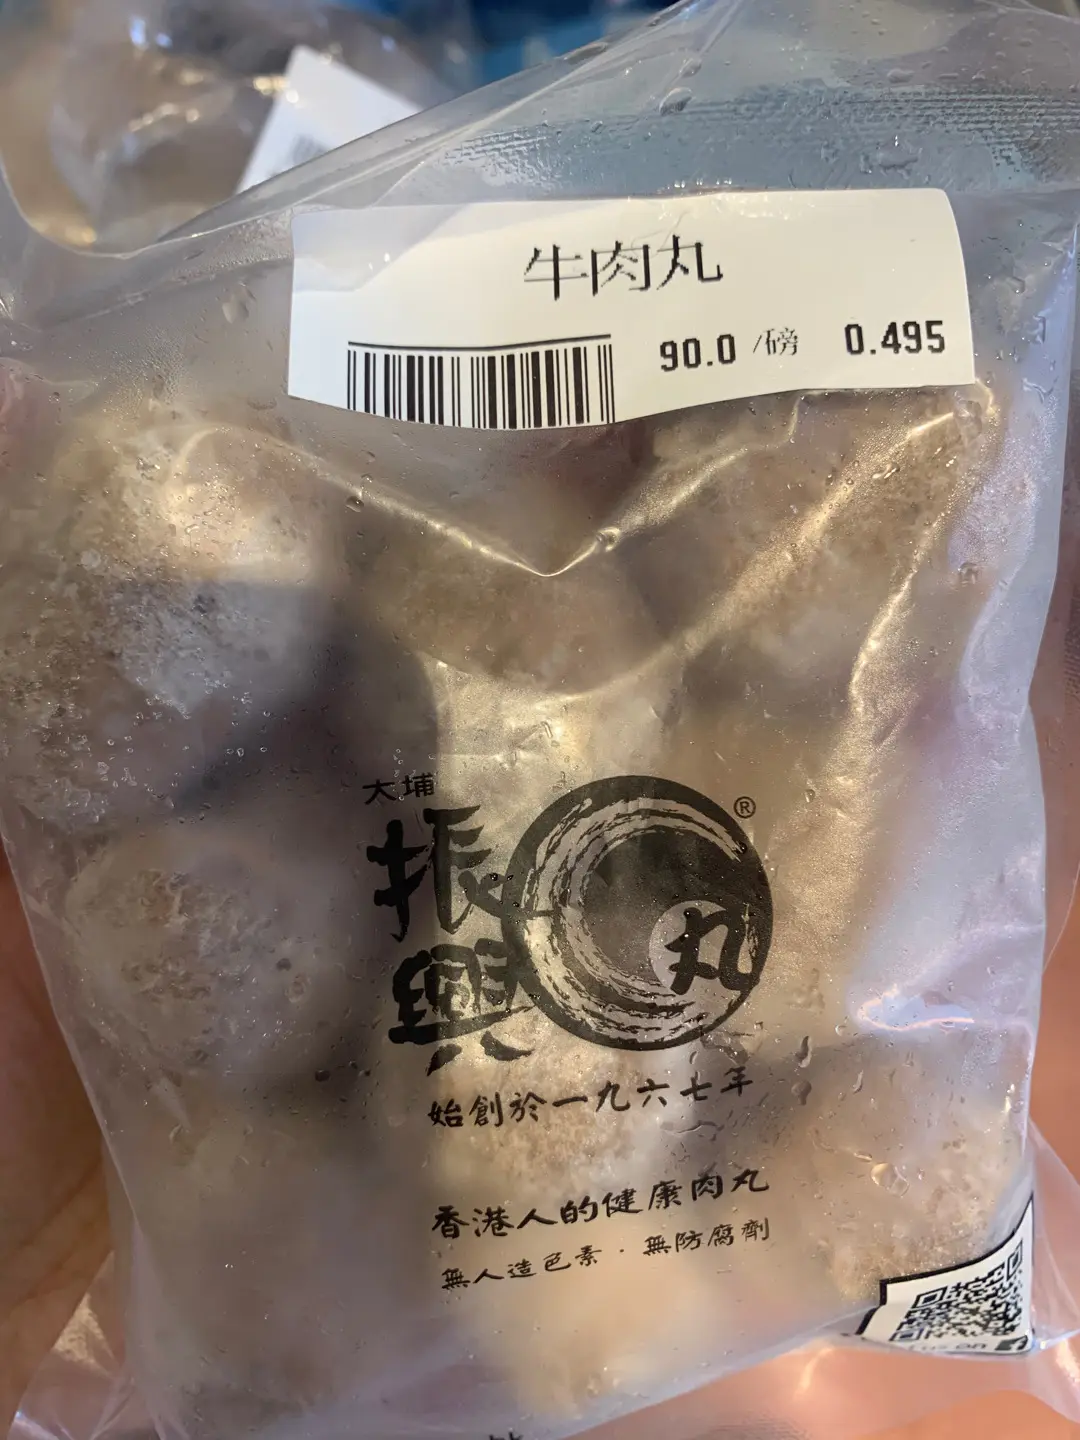 牛肉丸
90.0 /磅 0.495
大埔
振興
®
丸
始創於一九六七年
香港人的健康肉丸
無人造色素·無防腐劑
us on